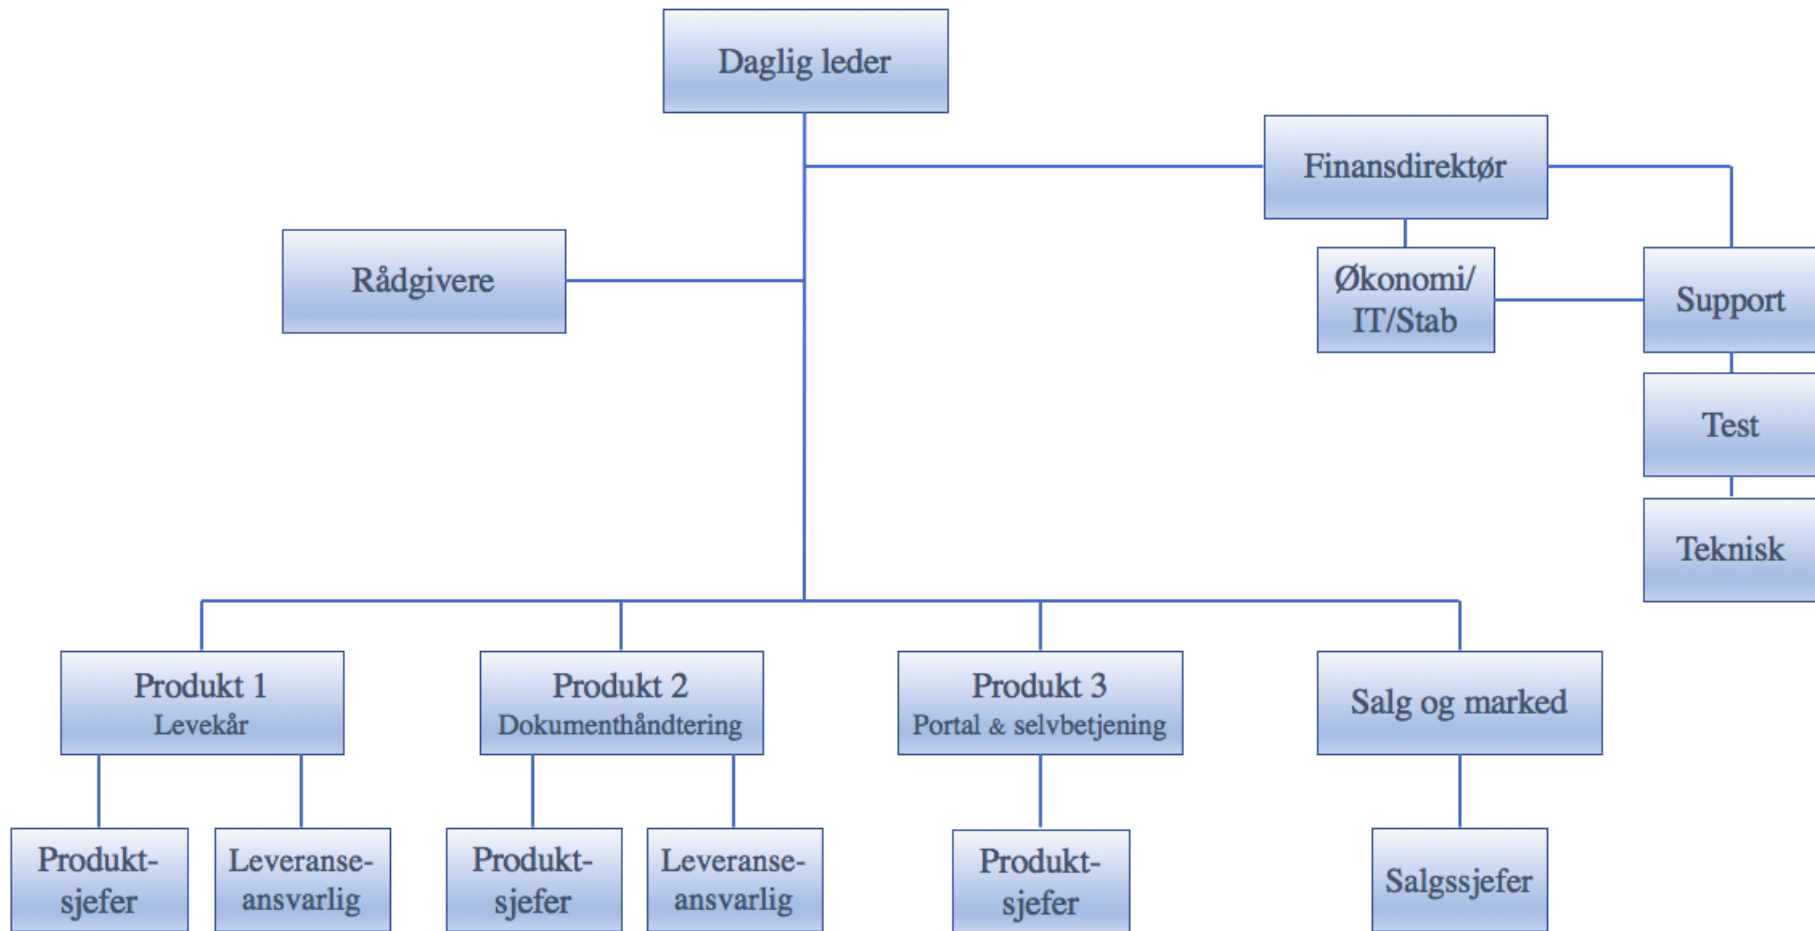 Daglig leder
Finansdirektør
Rådgivere
Økonomi/
IT/Stab
Support
Test
Teknisk
Produkt 1
Levekår
Produkt 2
Dokumenthåndtering
Produkt 3
Portal & selvbetjening
Salg og marked
Produkt-
sjefer
Leveranse-
ansvarlig
Produkt-
sjefer
Leveranse-
ansvarlig
Produkt-
sjefer
Salgssjefer